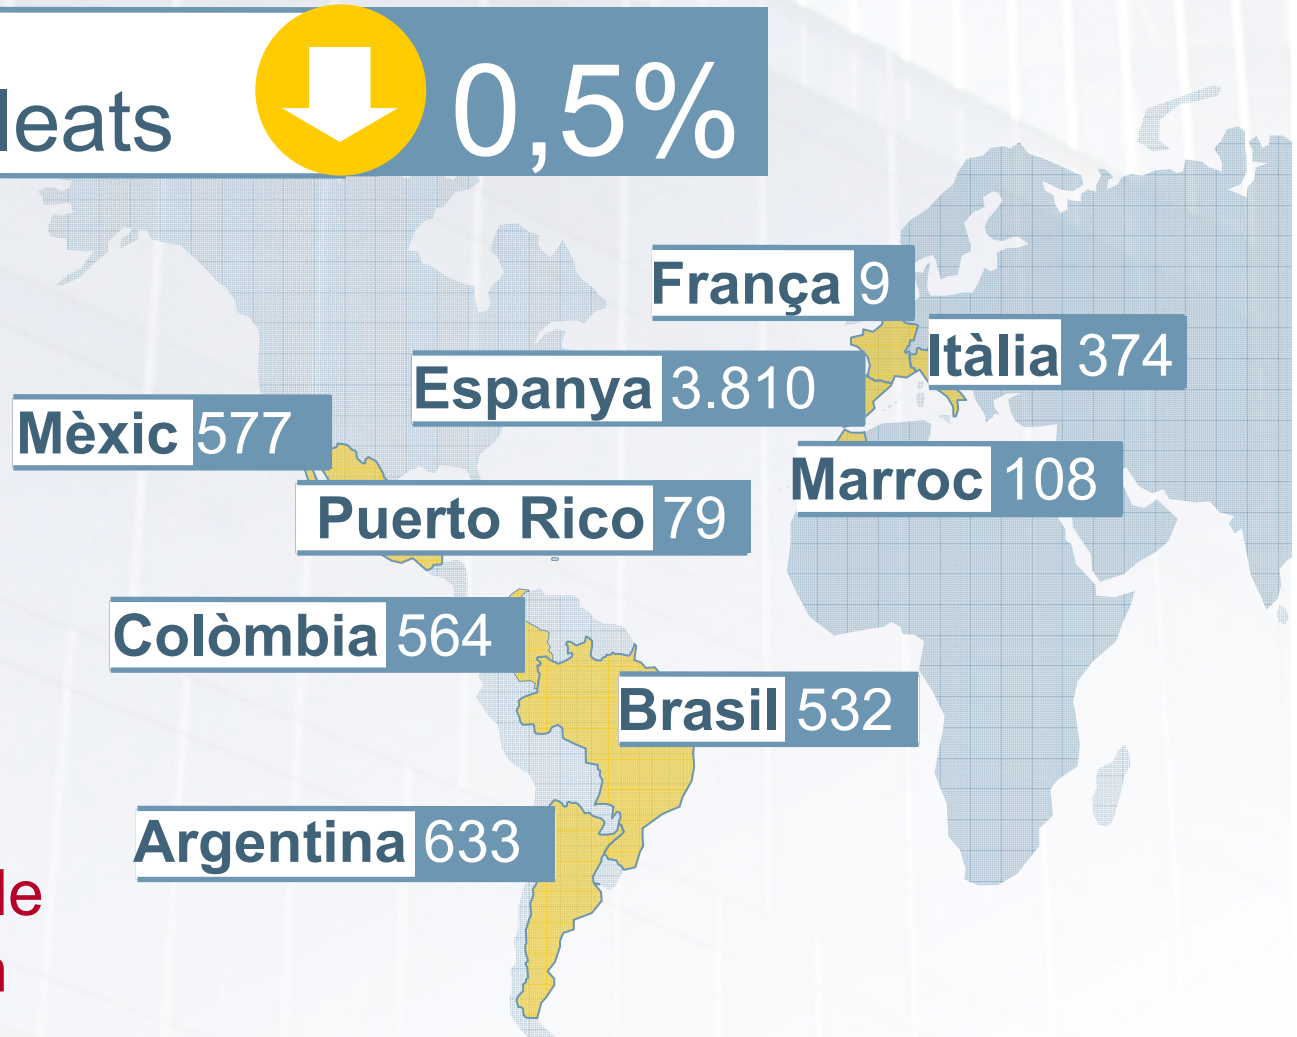 leats 0,5%
França 9
Itàlia 374
Espanya 3.810
Mèxic 577
Marroc 108
Puerto Rico 79
Colòmbia 564
Brasil 532
Argentina 633